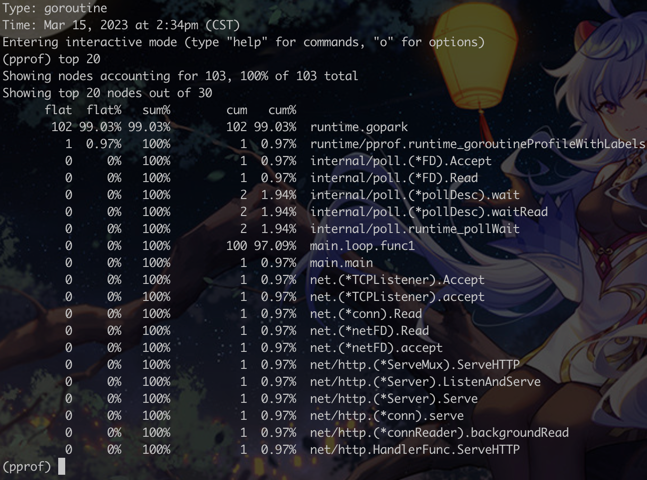 Type: goroutine
Time: Mar 15, 2023 at 2:34pm (CST)
Entering interactive mode (type "help" for commands, "o" for options)
(pprof) top 20
Showing nodes accounting for 103, 100% of 103 total
Showing top 20 nodes out of 30
flat flat% sum% cum cum%
102 99.03% 99.03% 102 99.03% runtime.gopark
1 0.97% 100% 1 0.97% runtime/pprof.runtime_goroutineProfileWithLabels
0 0% 100% 1 0.97% internal/poll.(*FD).Accept
0 0% 100% 1 0.97% internal/poll.(*FD).Read
0 0% 100% 2 1.94% internal/poll.(*pollDesc).wait
0 0% 100% 2 1.94% internal/poll.(*pollDesc).waitRead
0 0% 100% 2 1.94% internal/poll.runtime_pollWait
0 0% 100% 100 97.09% main.loop.func1
0 0% 100% 1 0.97% main.main
0 0% 100% 1 0.97% net.(*TCPListener).Accept
0 0% 100% 1 0.97% net.(*TCPListener).accept
0 0% 100% 1 0.97% net.(*conn).Read
0 0% 100% 1 0.97% net.(*netFD).Read
0 0% 100% 1 0.97% net.(*netFD).accept
0 0% 100% 1 0.97% net/http.(*ServeMux).ServeHTTP
0 0% 100% 1 0.97% net/http.(*Server).ListenAndServe
0 0% 100% 1 0.97% net/http.(*Server).Serve
0 0% 100% 1 0.97% net/http.(*conn).serve
0 0% 100% 1 0.97% net/http.(*connReader).backgroundRead
0 0% 100% 1 0.97% net/http.HandlerFunc.ServeHTTP
(pprof)